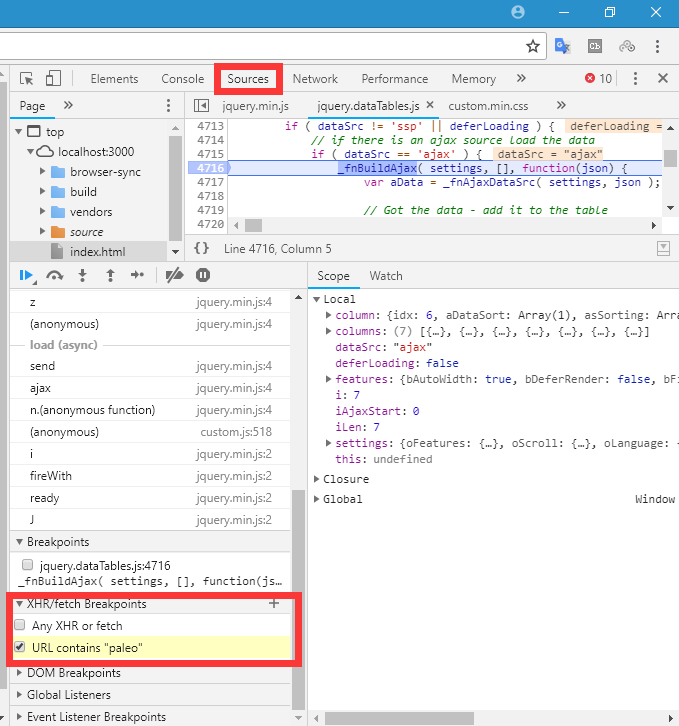 Cb
Elements Console Sources Network Performance Memory » 10
Page »
jquery.min.js jquery.dataTables.js × custom.min.css »
top
localhost:3000
browser-sync
build
vendors
source
index.html
4713 if ( dataSrc != 'ssp' || deferLoading ) { deferLoading =
4714 // if there is an ajax source load the data
4715 if ( dataSrc == 'ajax' ) { dataSrc = "ajax"
4716 _fnBuildAjax( settings, [], function(json) {
4717 var aData = _fnAjaxDataSrc( settings, json );
4718
4719 // Got the data - add it to the table
4720
{} Line 4716, Column 5
z jquery.min.js:4
(anonymous) jquery.min.js:4
load (async)
send jquery.min.js:4
ajax jquery.min.js:4
n.(anonymous function) jquery.min.js:4
(anonymous) custom.js:518
i jquery.min.js:2
fireWith jquery.min.js:2
ready jquery.min.js:2
J jquery.min.js:2
Breakpoints
jquery.dataTables.js:4716
_fnBuildAjax( settings, [], function(js…
XHR/fetch Breakpoints +
Any XHR or fetch
URL contains "paleo"
DOM Breakpoints
Global Listeners
Event Listener Breakpoints
Scope Watch
Local
column: {idx: 6, aDataSort: Array(1), asSorting: Arra
columns: (7) [{…}, {…}, {…}, {…}, {…}, {…}, {…}]
dataSrc: "ajax"
deferLoading: false
features: {bAutoWidth: true, bDeferRender: false, bFi
i: 7
iAjaxStart: 0
iLen: 7
settings: {oFeatures: {…}, oScroll: {…}, oLanguage: {
this: undefined
Closure
Global Window